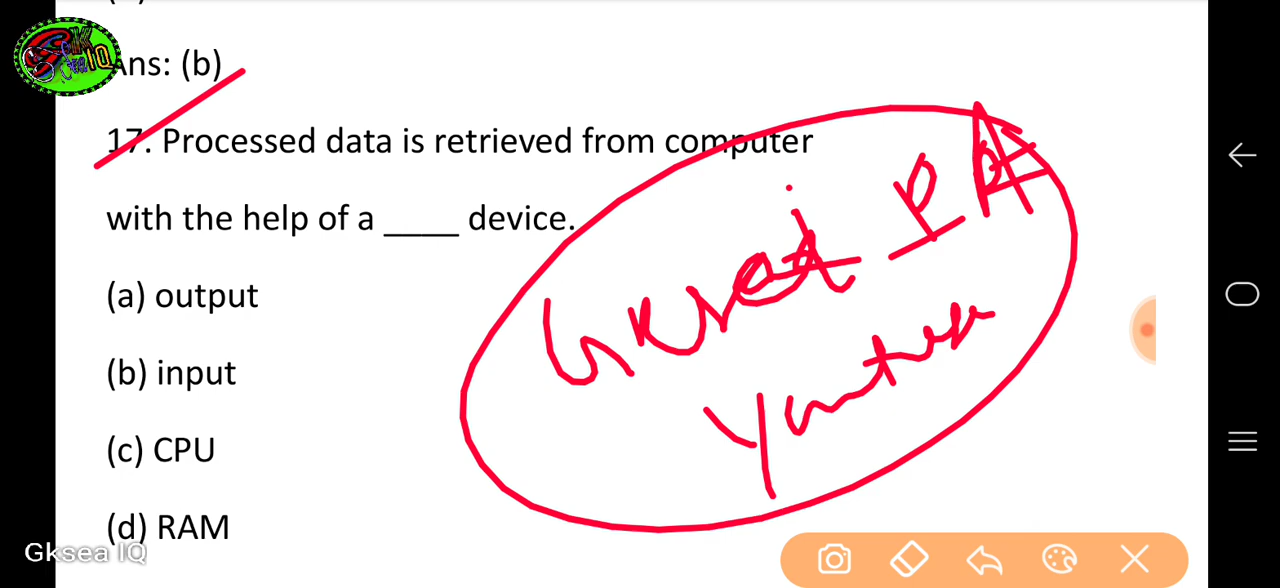 Ans: (b)
17. Processed data is retrieved from computer
with the help of a ____ device.
(a) output
(b) input
(c) CPU
(d) RAM
Gksea IQ